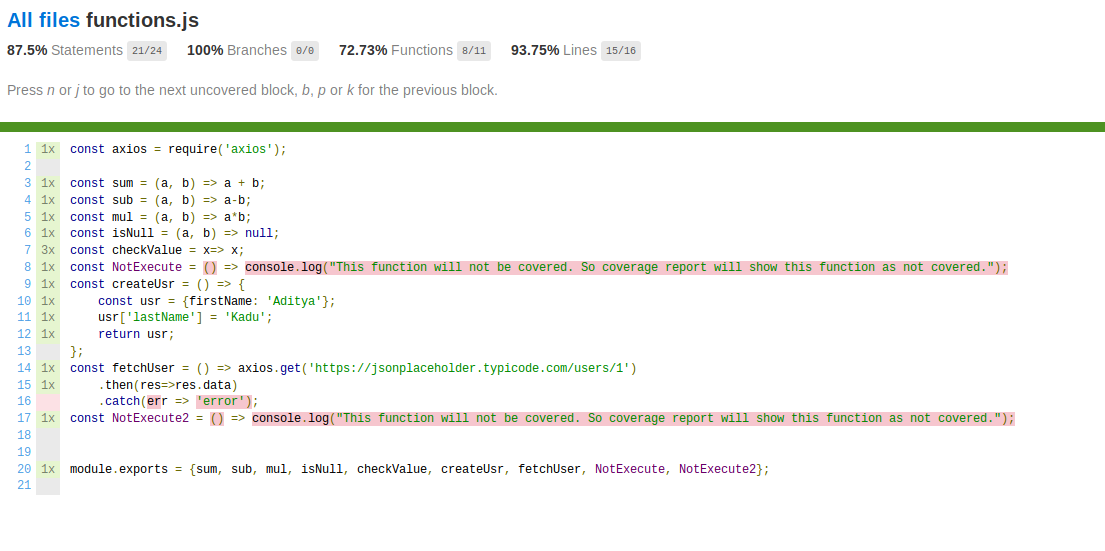 All files functions.js
87.5% Statements 21/24 100% Branches 0/0 72.73% Functions 8/11 93.75% Lines 15/16
Press n or j to go to the next uncovered block, b, p or k for the previous block.
1 1x const axios = require('axios');
2
3 1x const sum = (a, b) => a + b;
4 1x const sub = (a, b) => a-b;
5 1x const mul = (a, b) => a*b;
6 1x const isNull = (a, b) => null;
7 3x const checkValue = x=> x;
8 1x const NotExecute = () => console.log("This function will not be covered. So coverage report will show this function as not covered.");
9 1x const createUsr = () => {
10 1x     const usr = {firstName: 'Aditya'};
11 1x     usr['lastName'] = 'Kadu';
12 1x     return usr;
13 };
14 1x const fetchUser = () => axios.get('https://jsonplaceholder.typicode.com/users/1')
15 1x     .then(res=>res.data)
16     .catch(err => 'error');
17 1x const NotExecute2 = () => console.log("This function will not be covered. So coverage report will show this function as not covered.");
18
19
20 1x module.exports = {sum, sub, mul, isNull, checkValue, createUsr, fetchUser, NotExecute, NotExecute2};
21